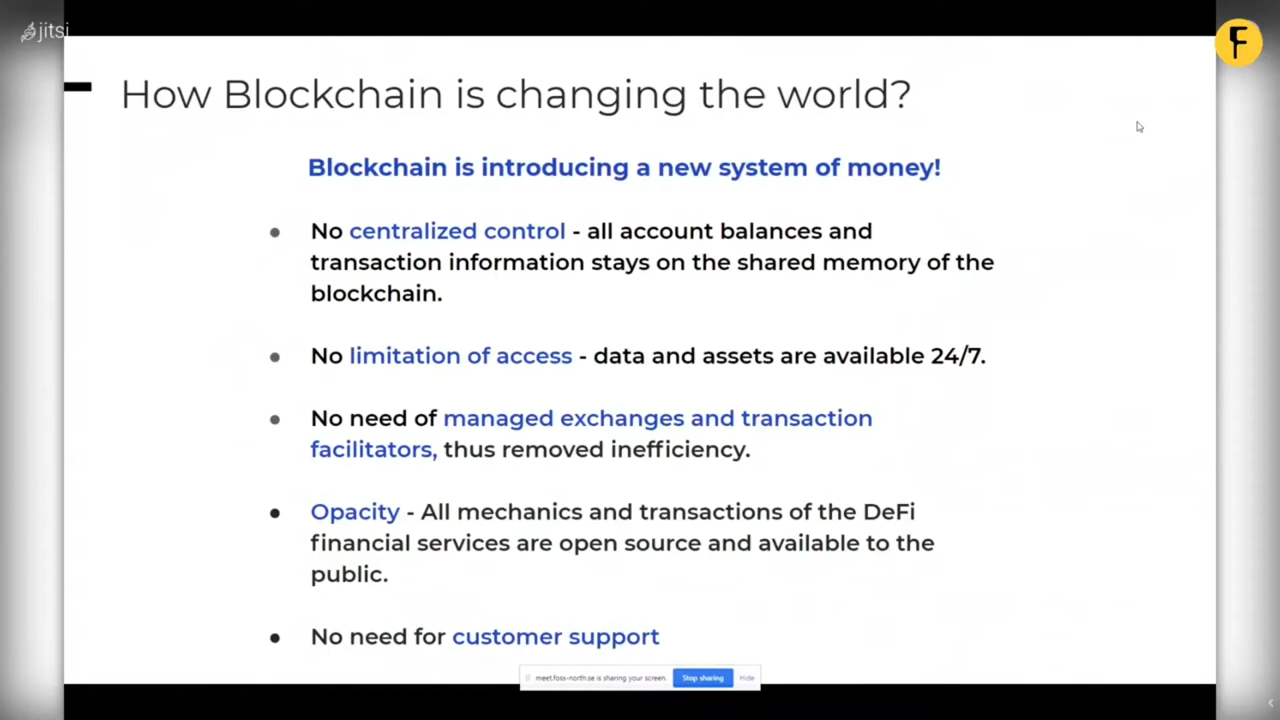 jitsi
F
How Blockchain is changing the world?
Blockchain is introducing a new system of money!
No centralized control - all account balances and
transaction information stays on the shared memory of the
blockchain.
No limitation of access - data and assets are available 24/7.
No need of managed exchanges and transaction
facilitators, thus removed inefficiency.
Opacity - All mechanics and transactions of the DeFi
financial services are open source and available to the
public.
No need for customer support
meet.foss-north.se is sharing your screen. Stop sharing Hide